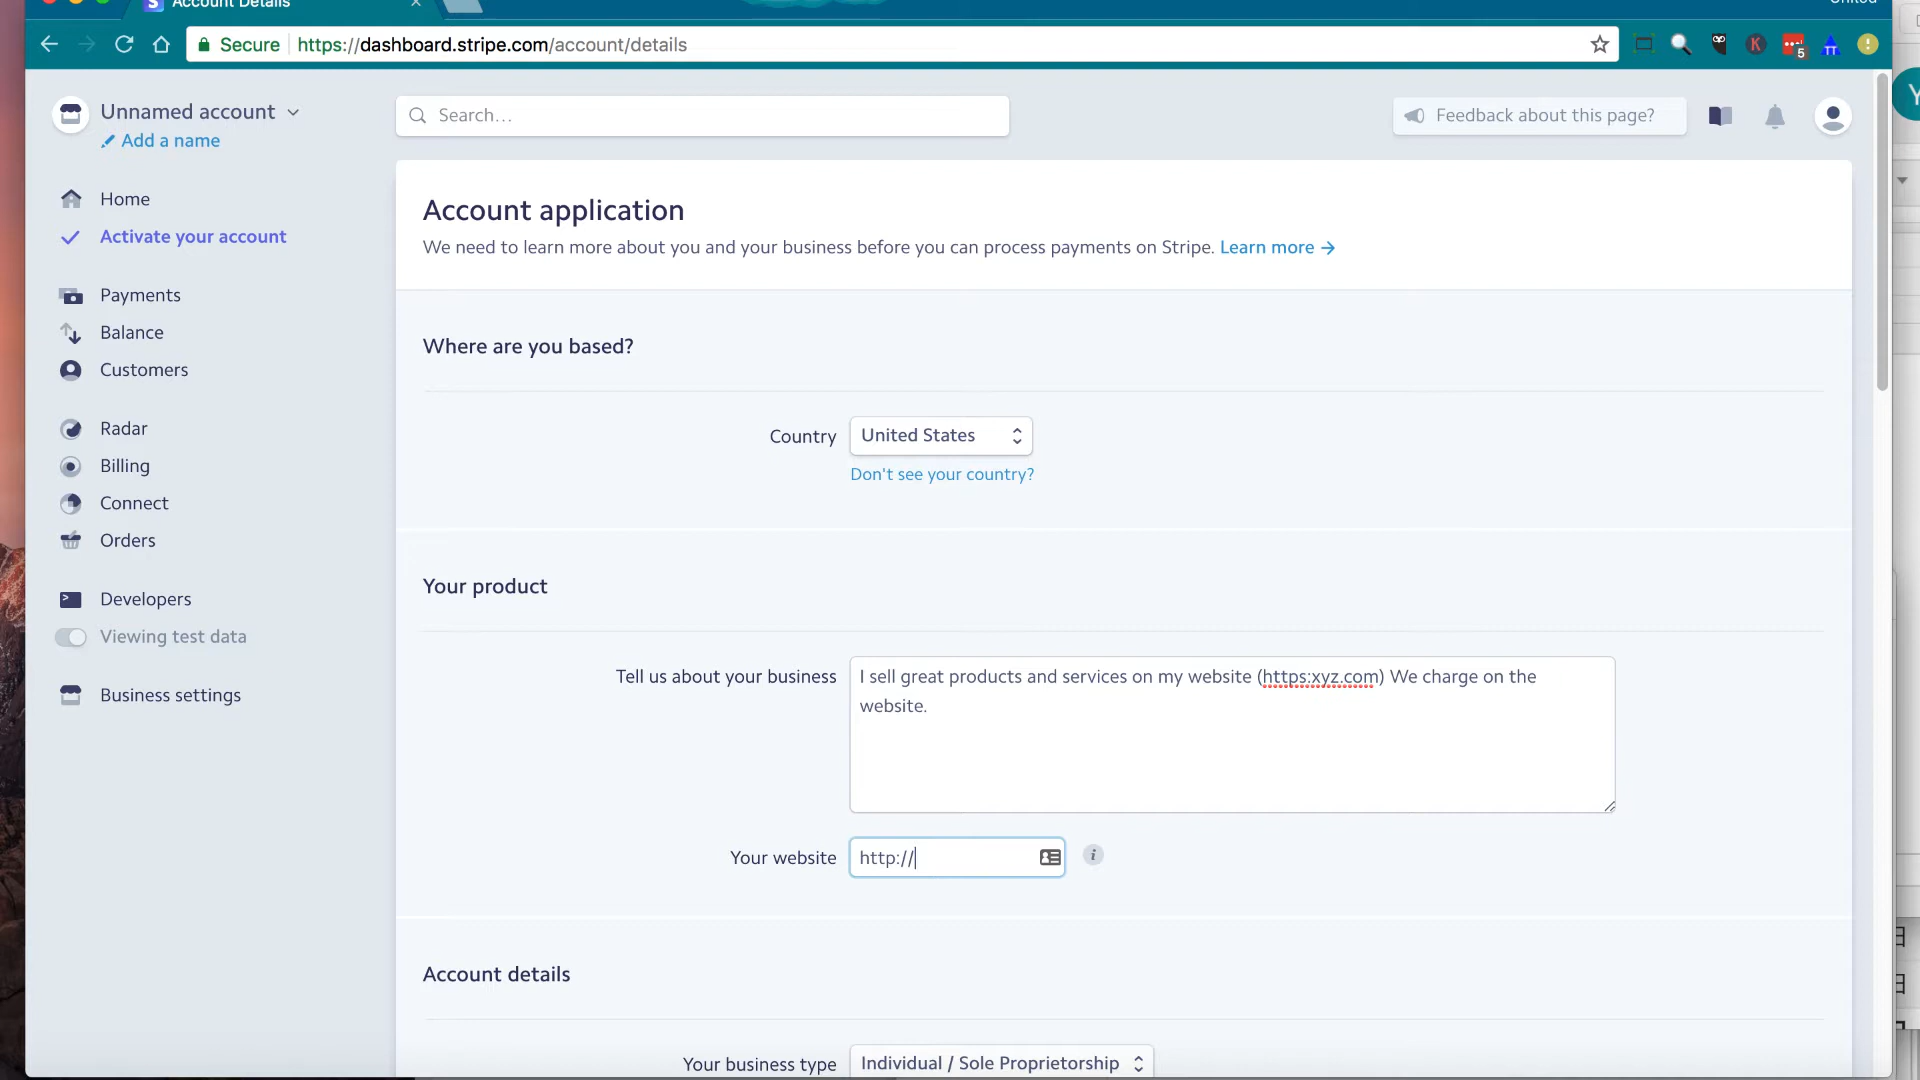 Account Details
United
Secure
https://dashboard.stripe.com/account/details
5
Unnamed account
Add a name
Search…
Feedback about this page?
Home
Activate your account
Payments
Balance
Customers
Radar
Billing
Connect
Orders
Developers
Viewing test data
Business settings
Account application
We need to learn more about you and your business before you can process payments on Stripe. Learn more →
Where are you based?
Country
United States
Don't see your country?
Your product
Tell us about your business
I sell great products and services on my website (https:xyz.com) We charge on the
website.
Your website
http://
Account details
Your business type
Individual / Sole Proprietorship